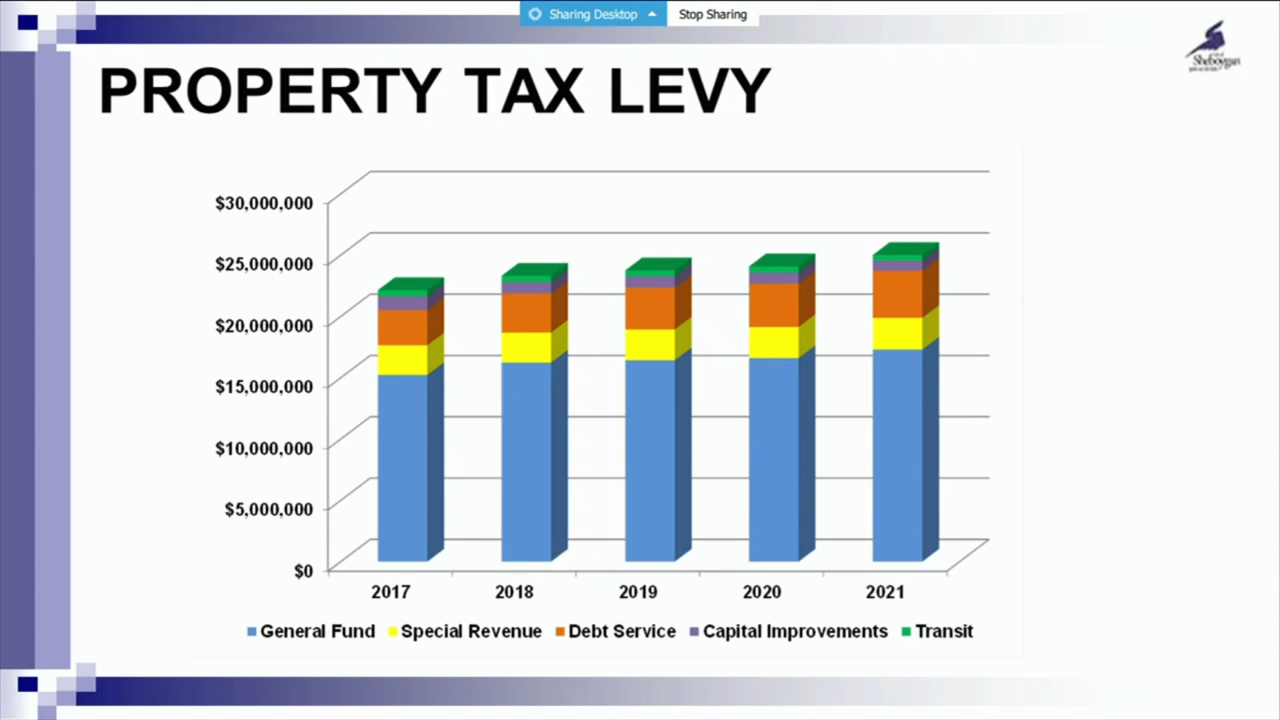 Sharing Desktop Stop Sharing
Sheboygan
PROPERTY TAX LEVY
$30,000,000
$25,000,000
$20,000,000
$15,000,000
$10,000,000
$5,000,000
$0
2017 2018 2019 2020 2021
General Fund Special Revenue Debt Service Capital Improvements Transit